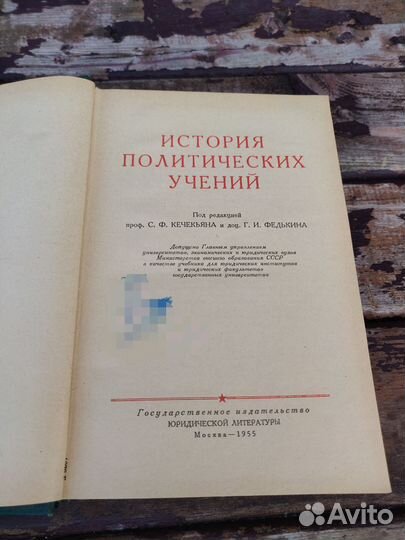 ИСТОРИЯ
ПОЛИТИЧЕСКИХ
УЧЕНИЙ
Под редакцией
проф. С. Ф. КЕЧЕКЬЯНА и доц. Г. И. ФЕДЬКИНА
Допущено Главным управлением
университетов, экономических и юридических вузов
Министерства высшего образования СССР
в качестве учебника для юридических институтов
и юридических факультетов
государственных университетов
Государственное издательство
ЮРИДИЧЕСКОЙ ЛИТЕРАТУРЫ
Москва—1955
Avito